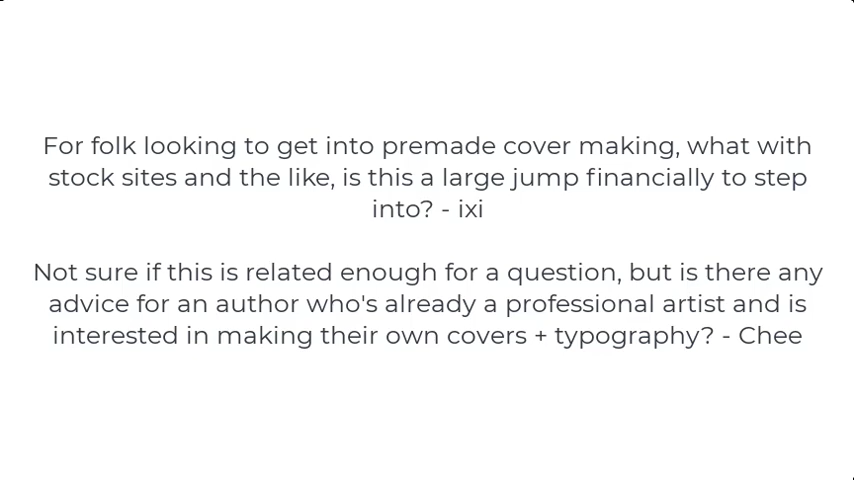 For folk looking to get into premade cover making, what with
stock sites and the like, is this a large jump financially to step
into? - ixi
Not sure if this is related enough for a question, but is there any
advice for an author who's already a professional artist and is
interested in making their own covers + typography? - Chee